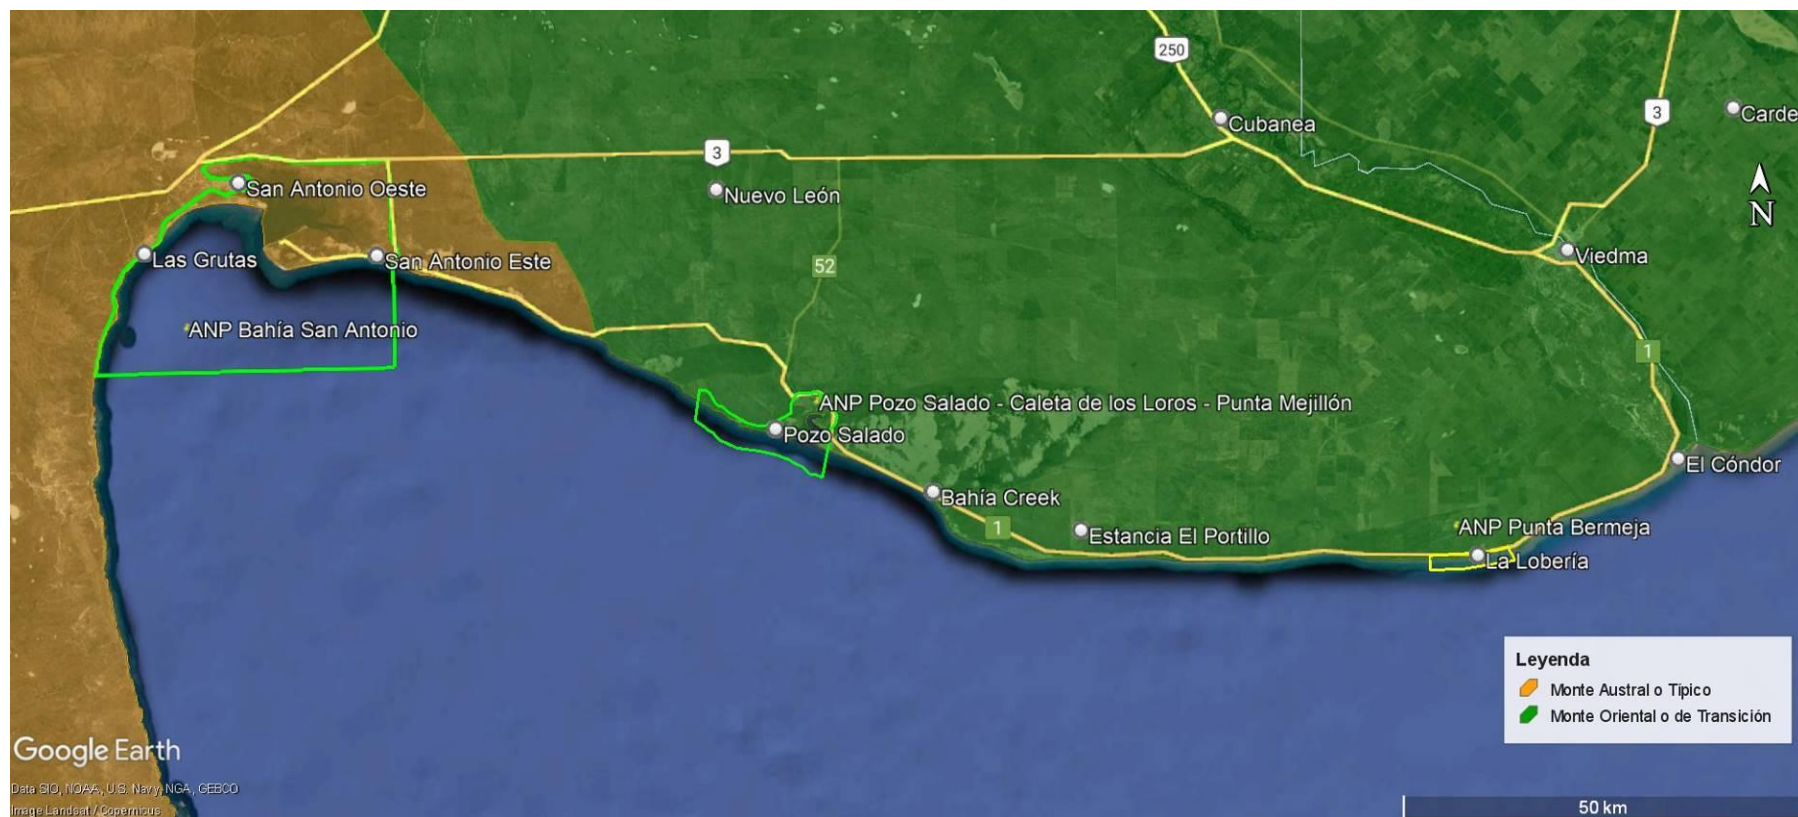 250
3
Carde
Cubanea
3
San Antonio Oeste
Nuevo León
N
Las Grutas
San Antonio Este
52
Viedma
ANP Bahía San Antonio
1
ANP Pozo Salado - Caleta de los Loros - Punta Mejillón
Pozo Salado
El Cóndor
Bahía Creek
1
Estancia El Portillo
ANP Punta Bermeja
La Lobería
Leyenda
Monte Austral o Típico
Monte Oriental o de Transición
Google Earth
Data SIO, NOAA, U.S. Navy, NGA, GEBCO
Image Landsat / Copernicus
50 km